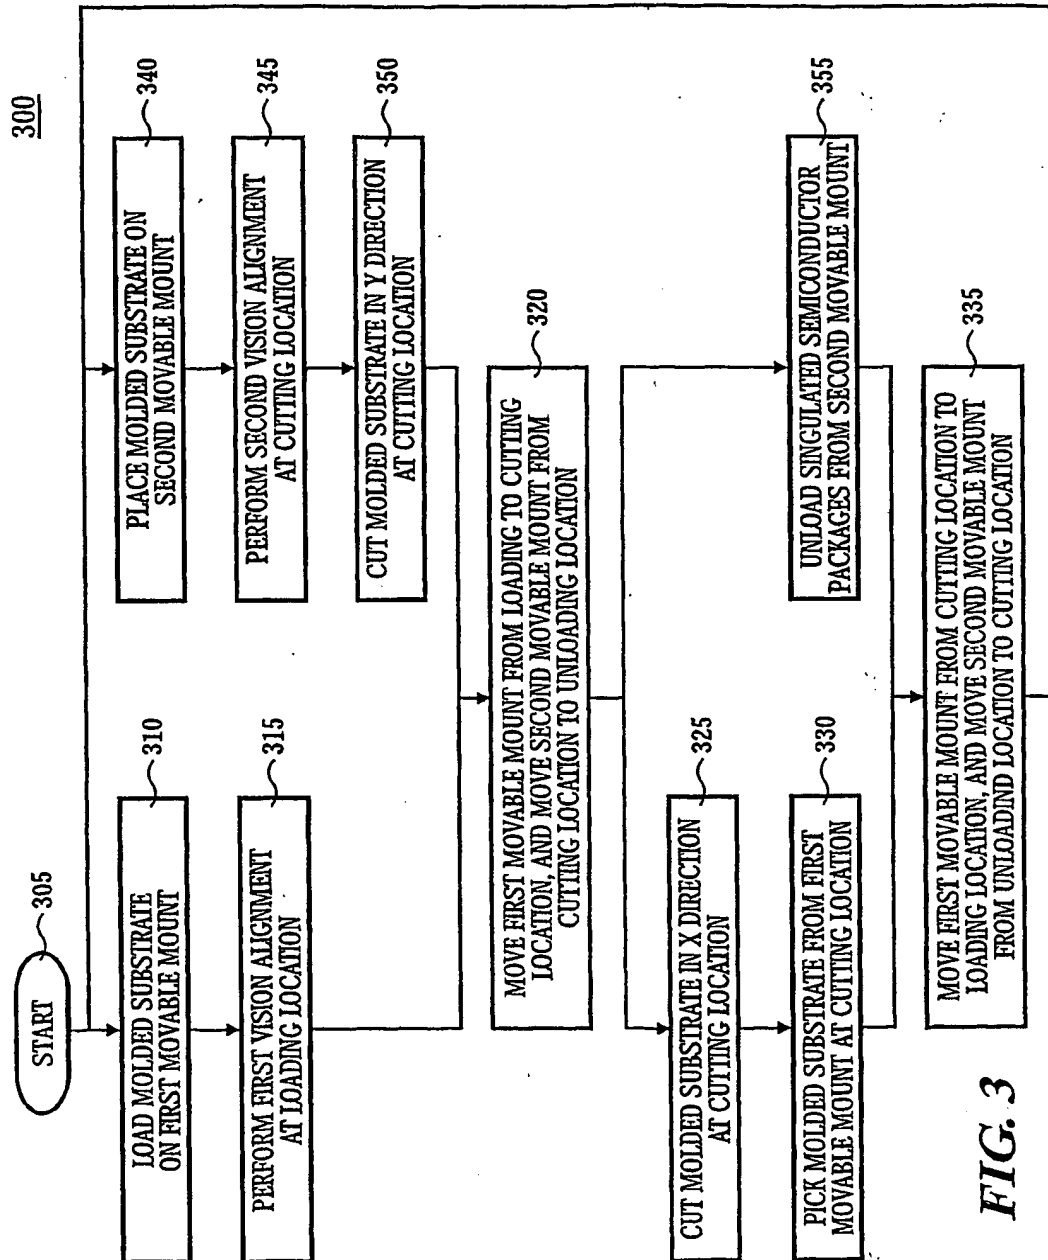 300
START
305
LOAD MOLDED SUBSTRATE
ON FIRST MOVABLE MOUNT
310
PERFORM FIRST VISION ALIGNMENT
AT LOADING LOCATION
315
PLACE MOLDED SUBSTRATE ON
SECOND MOVABLE MOUNT
340
PERFORM SECOND VISION ALIGNMENT
AT CUTTING LOCATION
345
CUT MOLDED SUBSTRATE IN Y DIRECTION
AT CUTTING LOCATION
350
MOVE FIRST MOVABLE MOUNT FROM LOADING TO CUTTING
LOCATION, AND MOVE SECOND MOVABLE MOUNT FROM
CUTTING LOCATION TO UNLOADING LOCATION
320
CUT MOLDED SUBSTRATE IN X DIRECTION
AT CUTTING LOCATION
325
PICK MOLDED SUBSTRATE FROM FIRST
MOVABLE MOUNT AT CUTTING LOCATION
330
UNLOAD SINGULATED SEMICONDUCTOR
PACKAGES FROM SECOND MOVABLE MOUNT
355
MOVE FIRST MOVABLE MOUNT FROM CUTTING LOCATION TO
LOADING LOCATION, AND MOVE SECOND MOVABLE MOUNT
FROM UNLOADIND LOCATION TO CUTTING LOCATION
335
FIG. 3